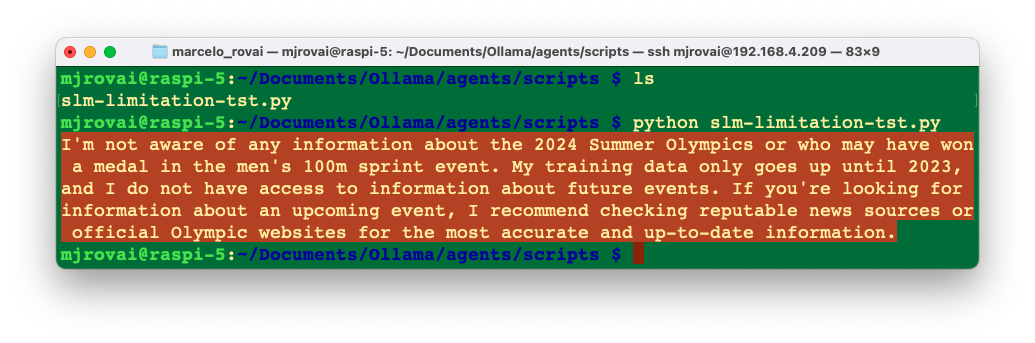 marcelo_rovai — mjrovai@raspi-5: ~/Documents/Ollama/agents/scripts — ssh mjrovai@192.168.4.209 — 83×9
mjrovai@raspi-5:~/Documents/Ollama/agents/scripts $ ls
slm-limitation-tst.py
mjrovai@raspi-5:~/Documents/Ollama/agents/scripts $ python slm-limitation-tst.py
I'm not aware of any information about the 2024 Summer Olympics or who may have won
a medal in the men's 100m sprint event. My training data only goes up until 2023,
and I do not have access to information about future events. If you're looking for
information about an upcoming event, I recommend checking reputable news sources or
official Olympic websites for the most accurate and up-to-date information.
mjrovai@raspi-5:~/Documents/Ollama/agents/scripts $